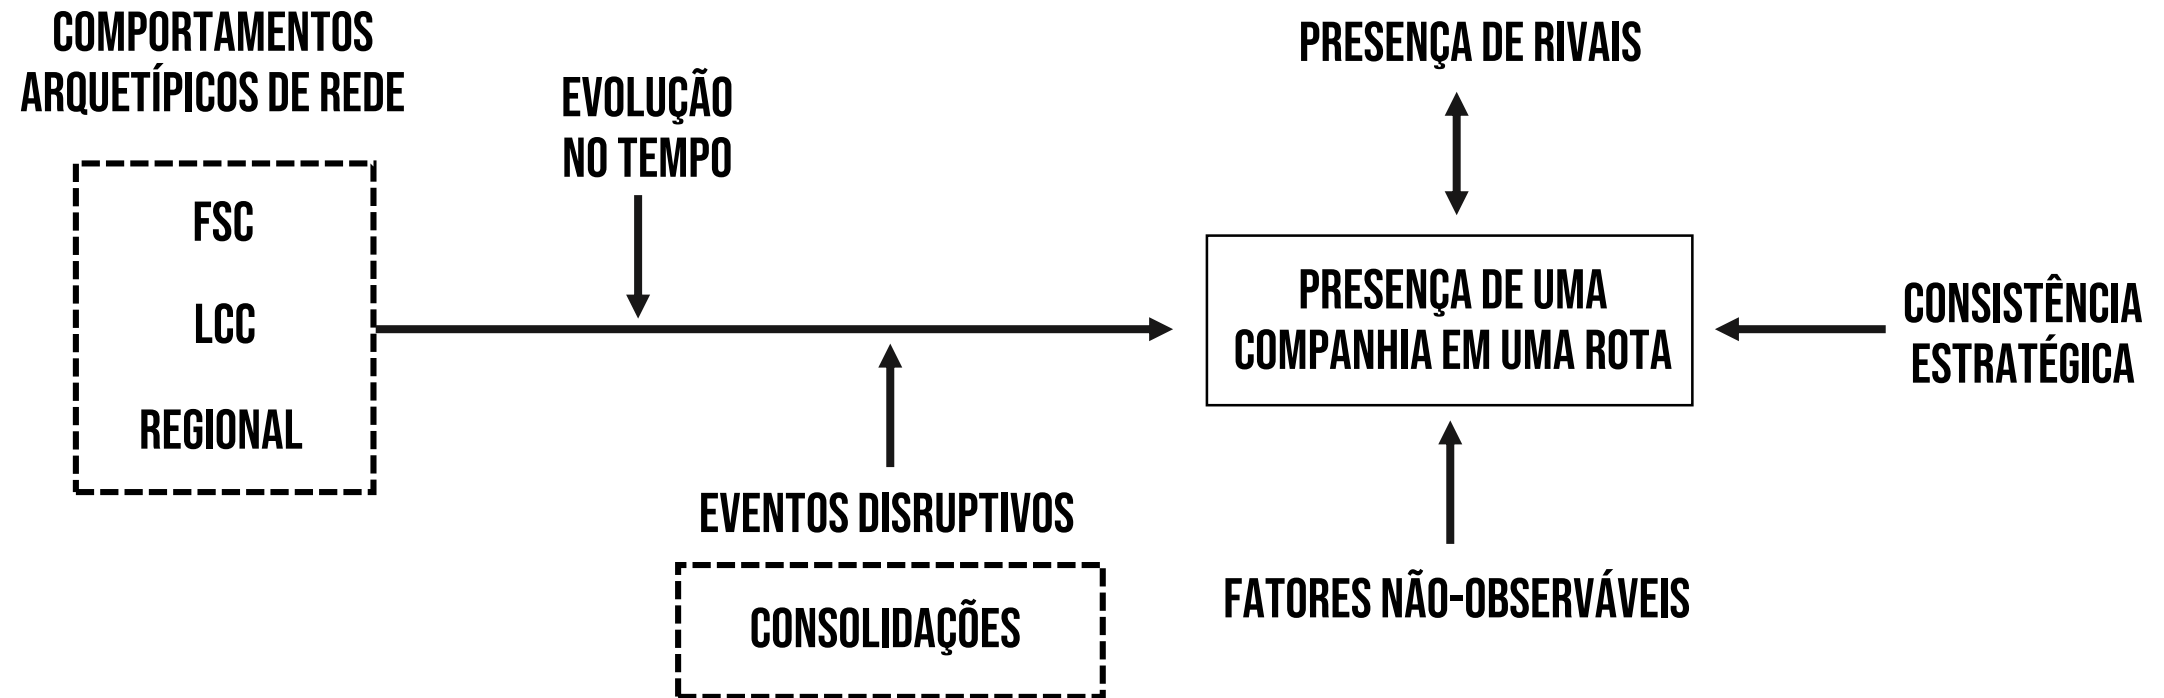 COMPORTAMENTOS
ARQUETÍPICOS DE REDE
FSC
LCC
REGIONAL
EVOLUÇÃO
NO TEMPO
EVENTOS DISRUPTIVOS
CONSOLIDAÇÕES
PRESENÇA DE RIVAIS
PRESENÇA DE UMA
COMPANHIA EM UMA ROTA
FATORES NÃO-OBSERVÁVEIS
CONSISTÊNCIA
ESTRATÉGICA